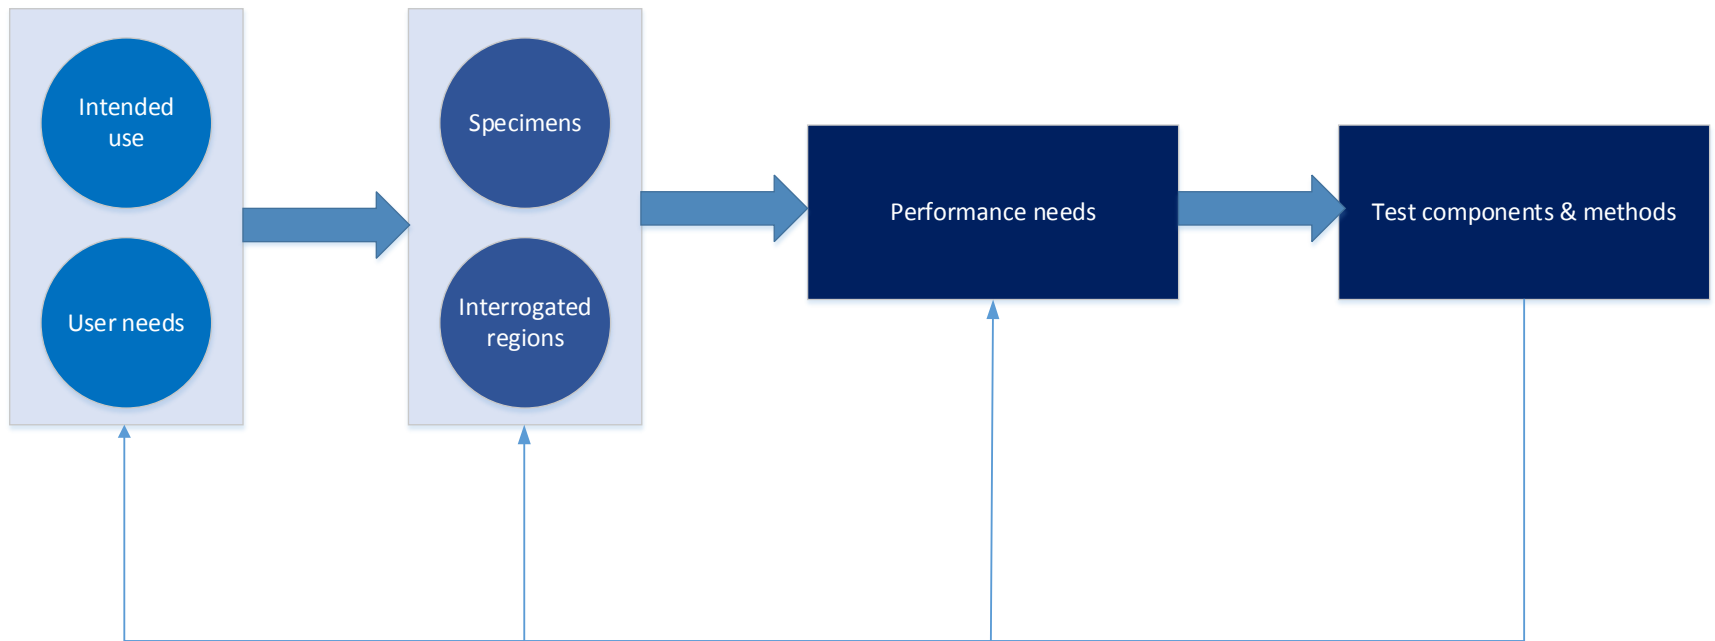 Intended
use
User needs
Specimens
Interrogated
regions
Performance needs
Test components & methods